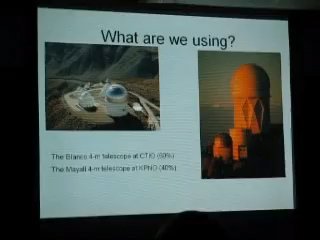 What are we using?
The Blanco 4-m telescope at CTIO (60%)
The Mayall 4-m telescope at KPNO (40%)